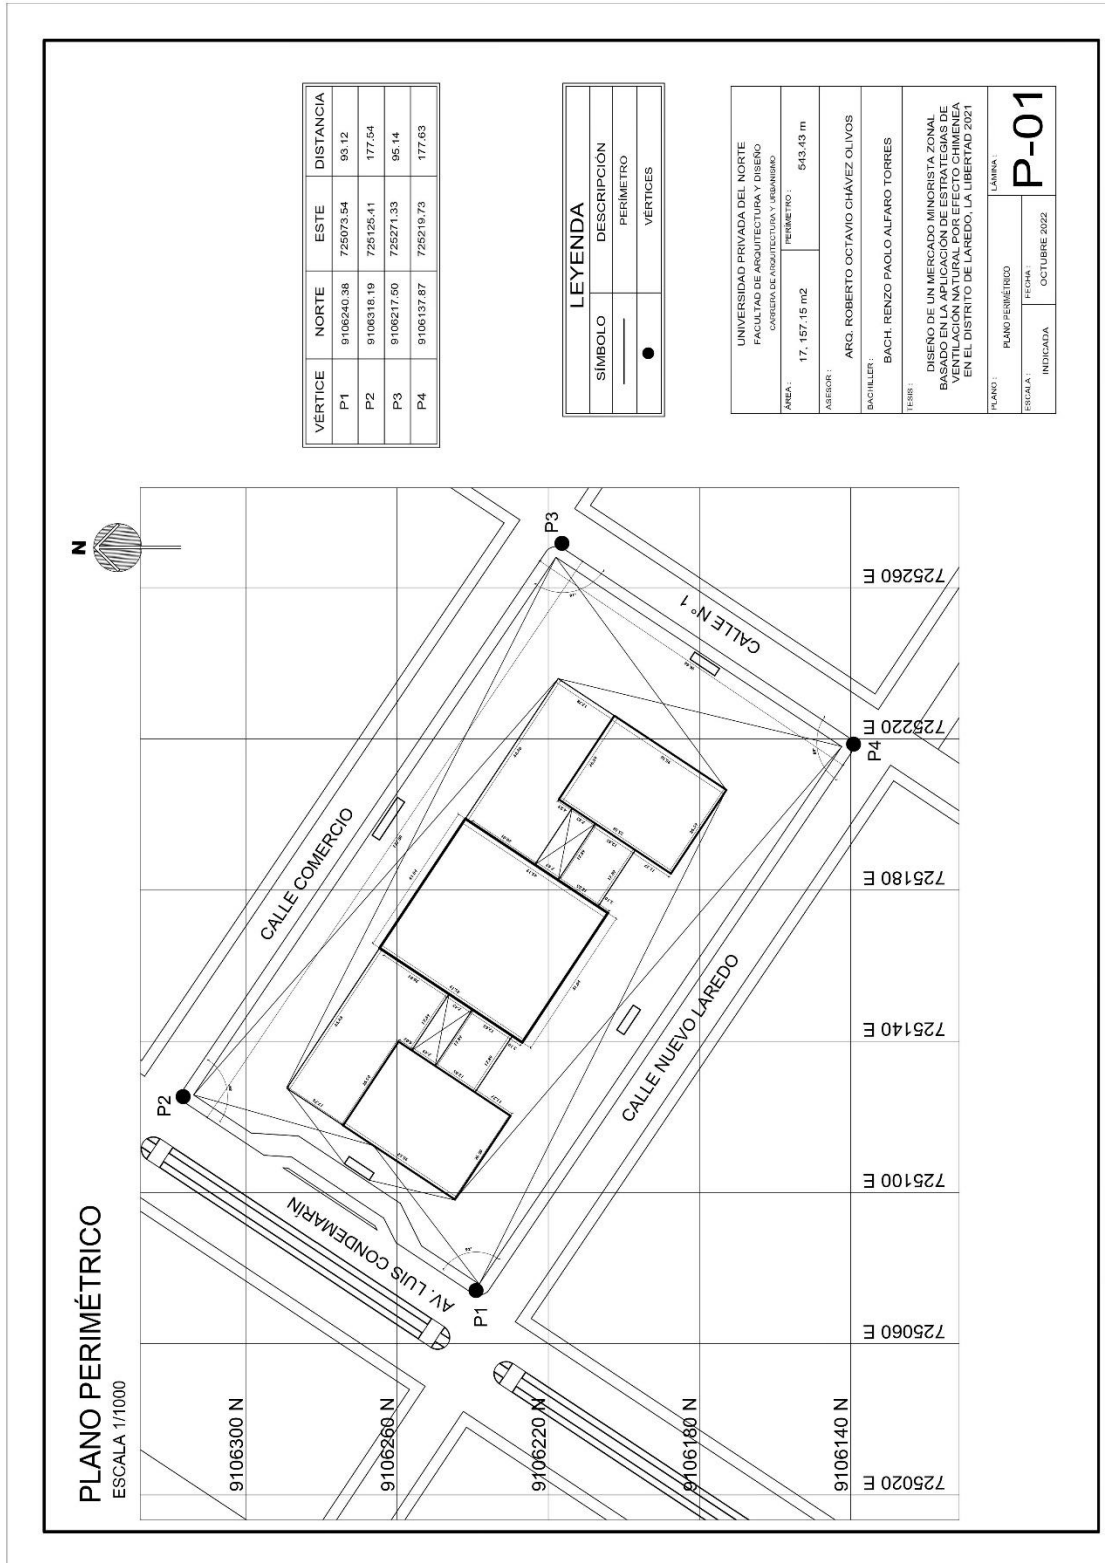 PLANO PERIMÉTRICO
ESCALA 1/1000
N
9106300 N
9106260 N
9106220 N
9106180 N
9106140 N
725020 E
725060 E
725100 E
725140 E
725180 E
725220 E
725260 E
P1
P2
P3
P4
AV. LUIS CONDEMARÍN
CALLE COMERCIO
CALLE NUEVO LAREDO
CALLE N° 1
VÉRTICE NORTE ESTE DISTANCIA
P1 9106240.38 725073.54 93.12
P2 9106318.19 725125.41 177.54
P3 9106217.50 725271.33 95.14
P4 9106137.87 725219.73 177.63
LEYENDA
SÍMBOLO DESCRIPCIÓN
PERÍMETRO
VÉRTICES
UNIVERSIDAD PRIVADA DEL NORTE
FACULTAD DE ARQUITECTURA Y DISEÑO
CARRERA DE ARQUITECTURA Y URBANISMO
ÁREA : 17, 157.15 m2 PERÍMETRO : 543.43 m
ASESOR :
ARQ. ROBERTO OCTAVIO CHÁVEZ OLIVOS
BACHILLER :
BACH. RENZO PAOLO ALFARO TORRES
TESIS :
DISEÑO DE UN MERCADO MINORISTA ZONAL
BASADO EN LA APLICACIÓN DE ESTRATEGIAS DE
VENTILACIÓN NATURAL POR EFECTO CHIMENEA
EN EL DISTRITO DE LAREDO, LA LIBERTAD 2021
PLANO :
PLANO PERIMÉTRICO
LÁMINA :
P-01
ESCALA :
INDICADA
FECHA :
OCTUBRE 2022